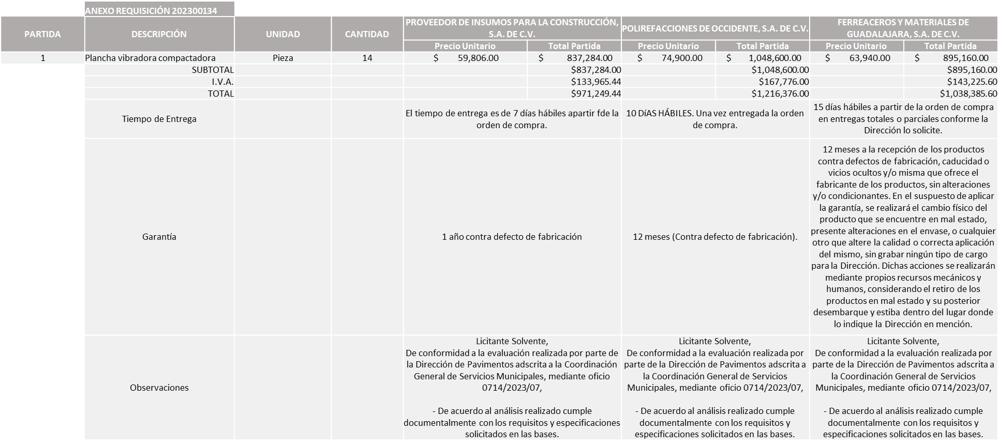 ANEXO REQUISICIÓN 202300134
PARTIDA DESCRIPCIÓN UNIDAD CANTIDAD
PROVEEDOR DE INSUMOS PARA LA CONSTRUCCIÓN,
S.A. DE C.V.
POLIREFACCIONES DE OCCIDENTE, S.A. DE C.V.
FERREACEROS Y MATERIALES DE
GUADALAJARA, S.A. DE C.V.
Precio Unitario Total Partida Precio Unitario Total Partida Precio Unitario Total Partida
1 Plancha vibradora compactadora Pieza 14 $ 59,806.00 $ 837,284.00 $ 74,900.00 $ 1,048,600.00 $ 63,940.00 $ 895,160.00
SUBTOTAL $837,284.00 $1,048,600.00 $895,160.00
I.V.A. $133,965.44 $167,776.00 $143,225.60
TOTAL $971,249.44 $1,216,376.00 $1,038,385.60
Tiempo de Entrega
El tiempo de entrega es de 7 días hábiles apartir fde la
orden de compra.
10 DíAS HÁBILES. Una vez entregada la orden
de compra.
15 días hábiles a partir de la orden de compra
en entregas totales o parciales conforme la
Dirección lo solicite.
Garantía
1 año contra defecto de fabricación
12 meses (Contra defecto de fabricación).
12 meses a la recepción de los productos
contra defectos de fabricación, caducidad o
vicios ocultos y/o misma que ofrece el
fabricante de los productos, sin alteraciones
y/o condicionantes. En el suspuesto de aplicar
la garantía, se realizará el cambio físico del
producto que se encuentre en mal estado,
presente alteraciones en el envase, o cualquier
otro que altere la calidad o correcta aplicación
del mismo, sin grabar ningún tipo de cargo
para la Dirección. Dichas acciones se realizarán
mediante propios recursos mecánicos y
humanos, considerando el retiro de los
productos en mal estado y su posterior
desembarque y estiba dentro del lugar donde
lo indique la Dirección en mención.
Observaciones
Licitante Solvente,
De conformidad a la evaluación realizada por parte de
la Dirección de Pavimentos adscrita a la Coordinación
General de Servicios Municipales, mediante oficio
0714/2023/07,
- De acuerdo al análisis realizado cumple
documentalmente con los requisitos y especificaciones
solicitados en las bases.
Licitante Solvente,
De conformidad a la evaluación realizada por
parte de la Dirección de Pavimentos adscrita a
la Coordinación General de Servicios
Municipales, mediante oficio 0714/2023/07,
- De acuerdo al análisis realizado cumple
documentalmente con los requisitos y
especificaciones solicitados en las bases.
Licitante Solvente,
De conformidad a la evaluación realizada por
parte de la Dirección de Pavimentos adscrita a
la Coordinación General de Servicios
Municipales, mediante oficio 0714/2023/07,
- De acuerdo al análisis realizado cumple
documentalmente con los requisitos y
especificaciones solicitados en las bases.